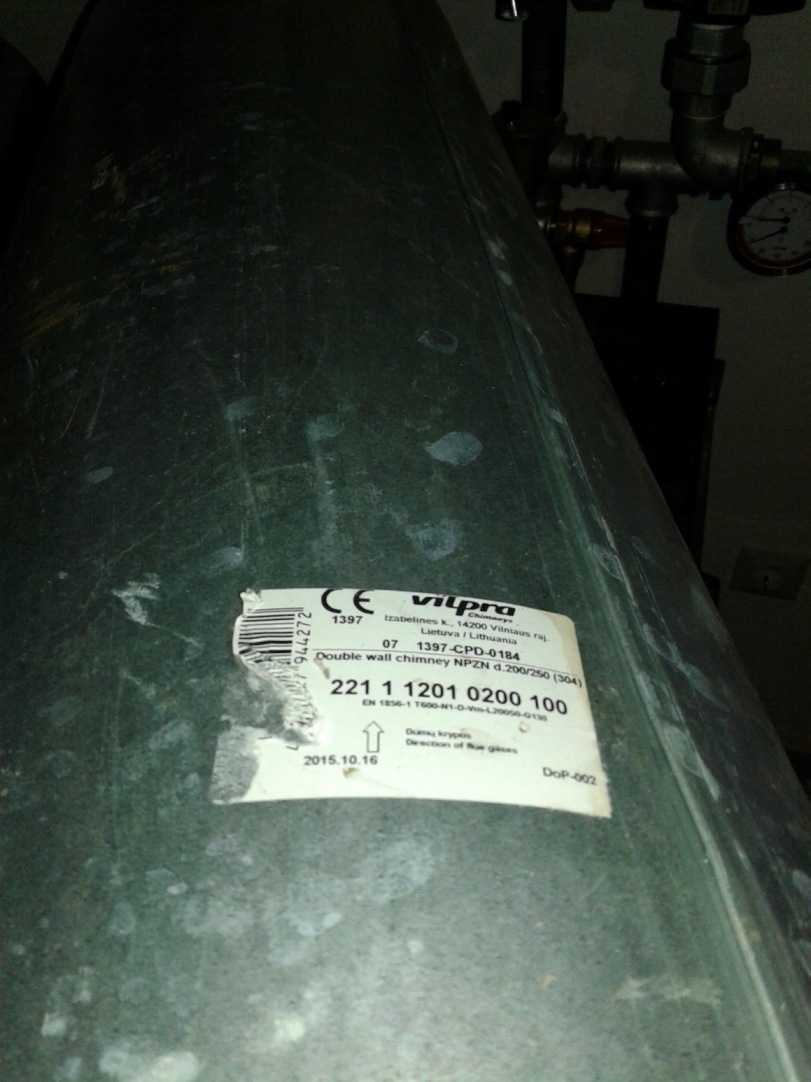 CE vilpra
Chimneys
1397
Izabelinės k., 14200 Vilniaus raj.
Lietuva / Lithuania
07 1397-CPD-0184
Double wall chimney NPZN d.200/250 (304)
221 1 1201 0200 100
EN 1856-1 T600-N1-D-Vm-L20050-G130
Dūmų kryptis
Direction of flue gases
2015.10.16
DoP-002
944272